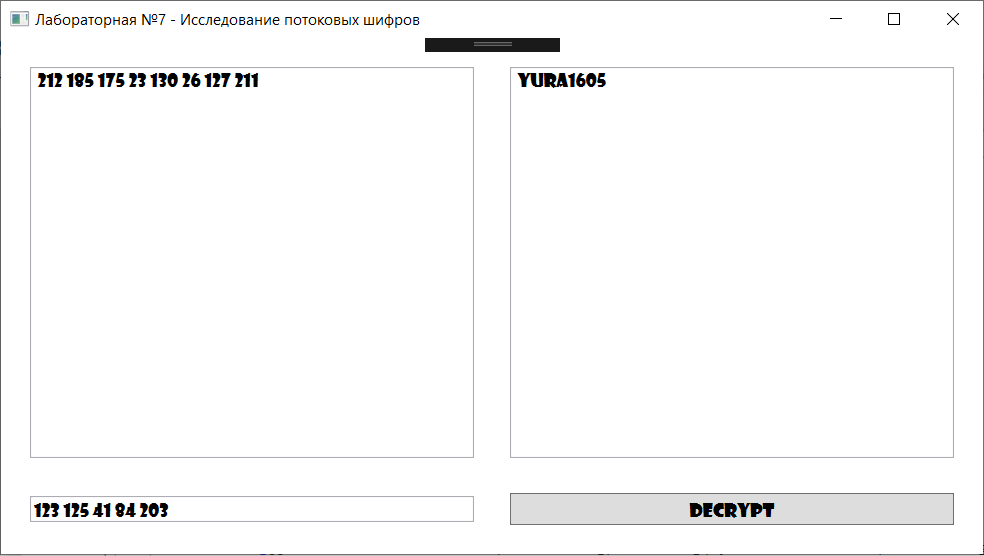 Лабораторная №7 - Исследование потоковых шифров
212 185 175 23 130 26 127 211
YURA1605
123 125 41 84 203
DECRYPT